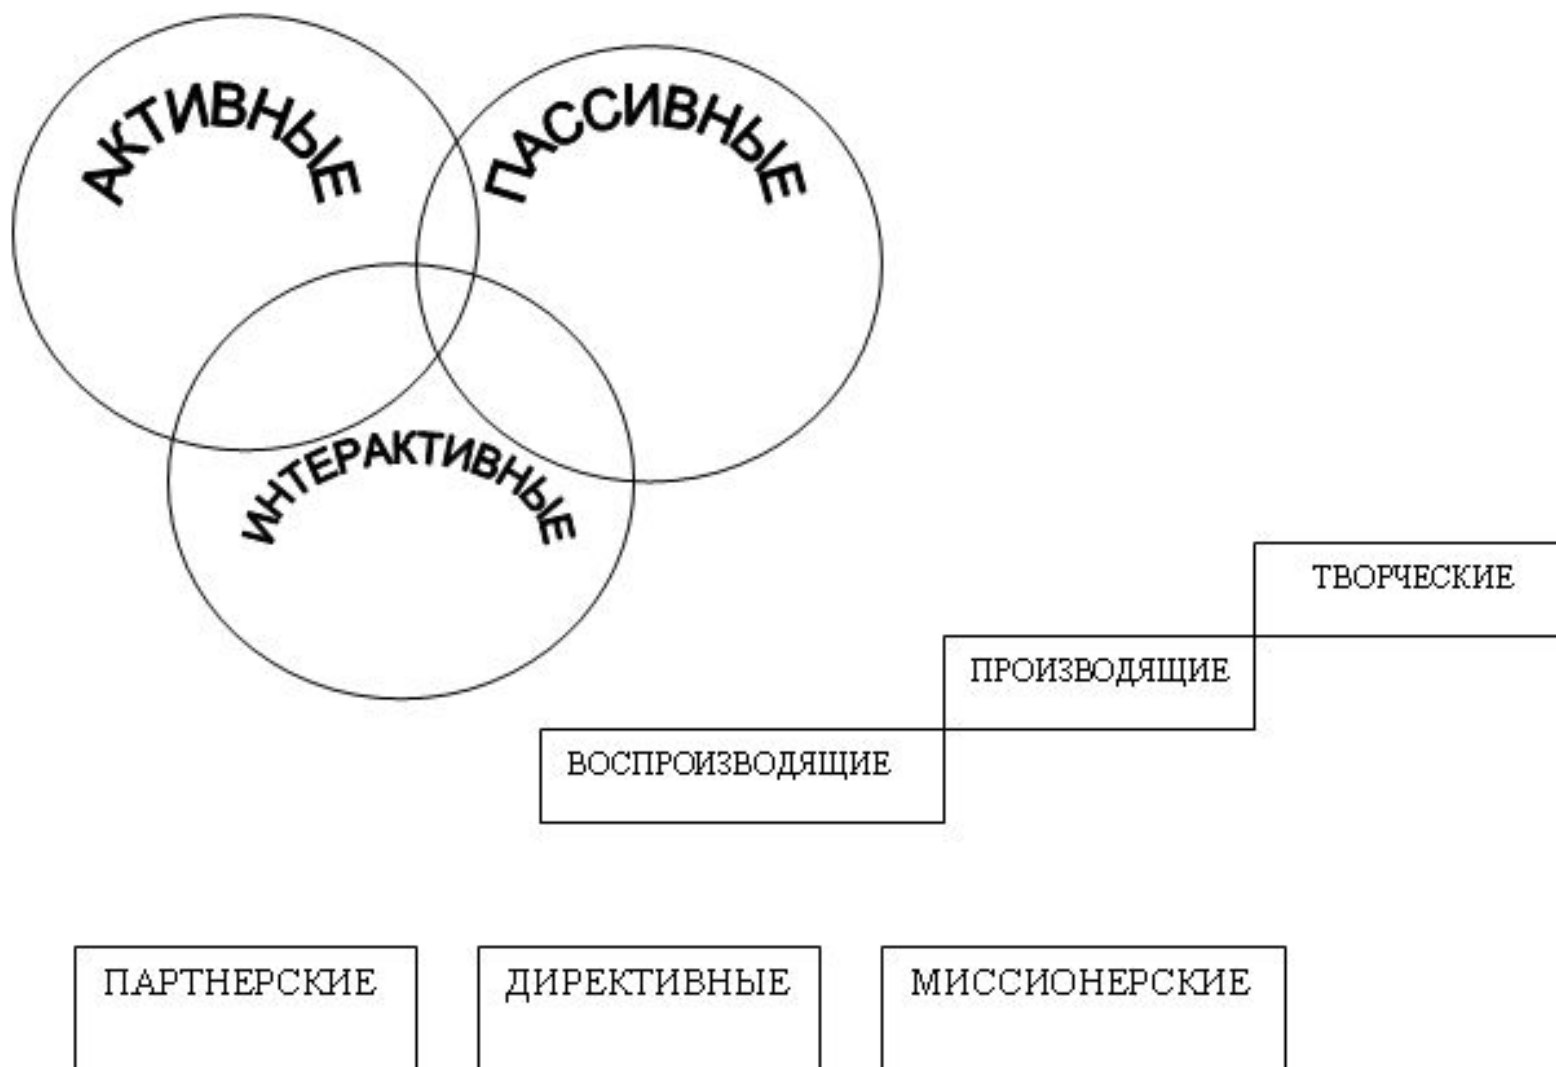 АКТИВНЫЕ
ПАССИВНЫЕ
ИНТЕРАКТИВНЫЕ
ТВОРЧЕСКИЕ
ПРОИЗВОДЯЩИЕ
ВОСПРОИЗВОДЯЩИЕ
ПАРТНЕРСКИЕ
ДИРЕКТИВНЫЕ
МИССИОНЕРСКИЕ